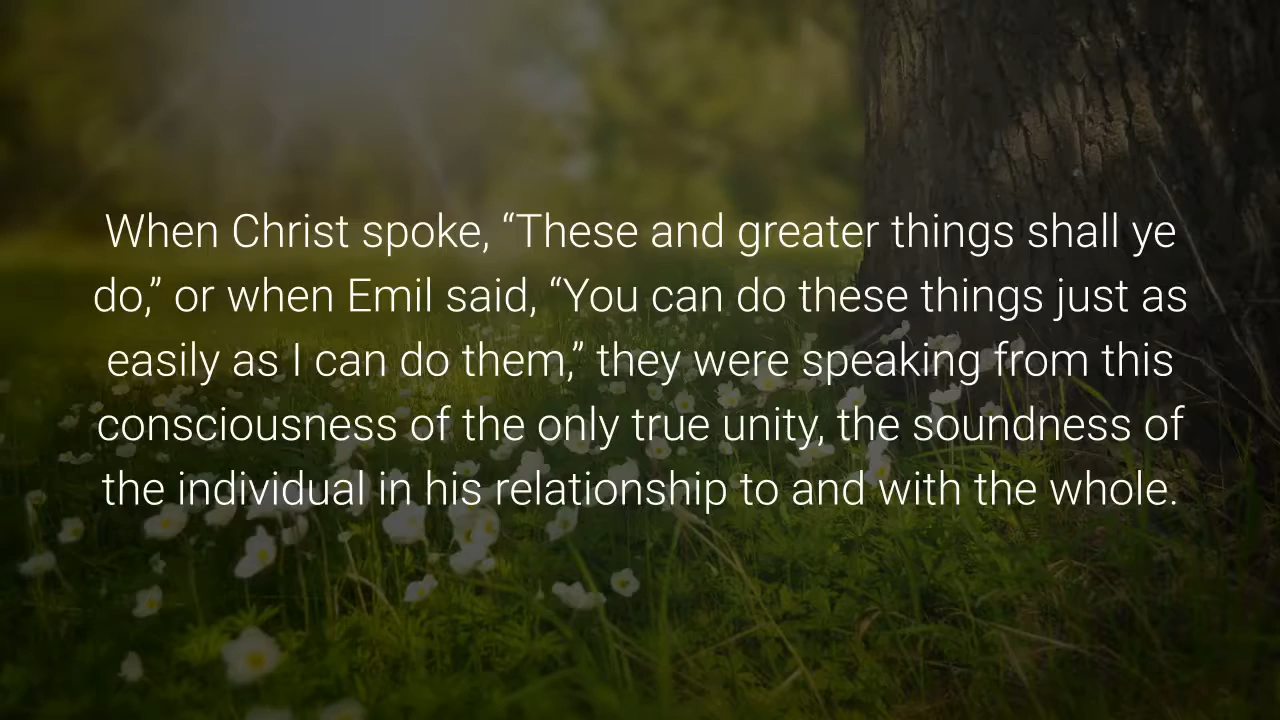 When Christ spoke, “These and greater things shall ye
do,” or when Emil said, “You can do these things just as
easily as I can do them,” they were speaking from this
consciousness of the only true unity, the soundness of
the individual in his relationship to and with the whole.